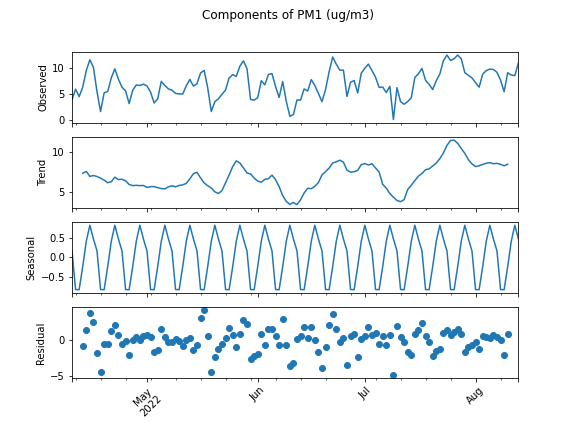 Components of PM1 (ug/m3)
10
5
0
Observed
10
5
Trend
0.5
0.0
−0.5
Seasonal
0
−5
Residual
May
2022
Jun
Jul
Aug